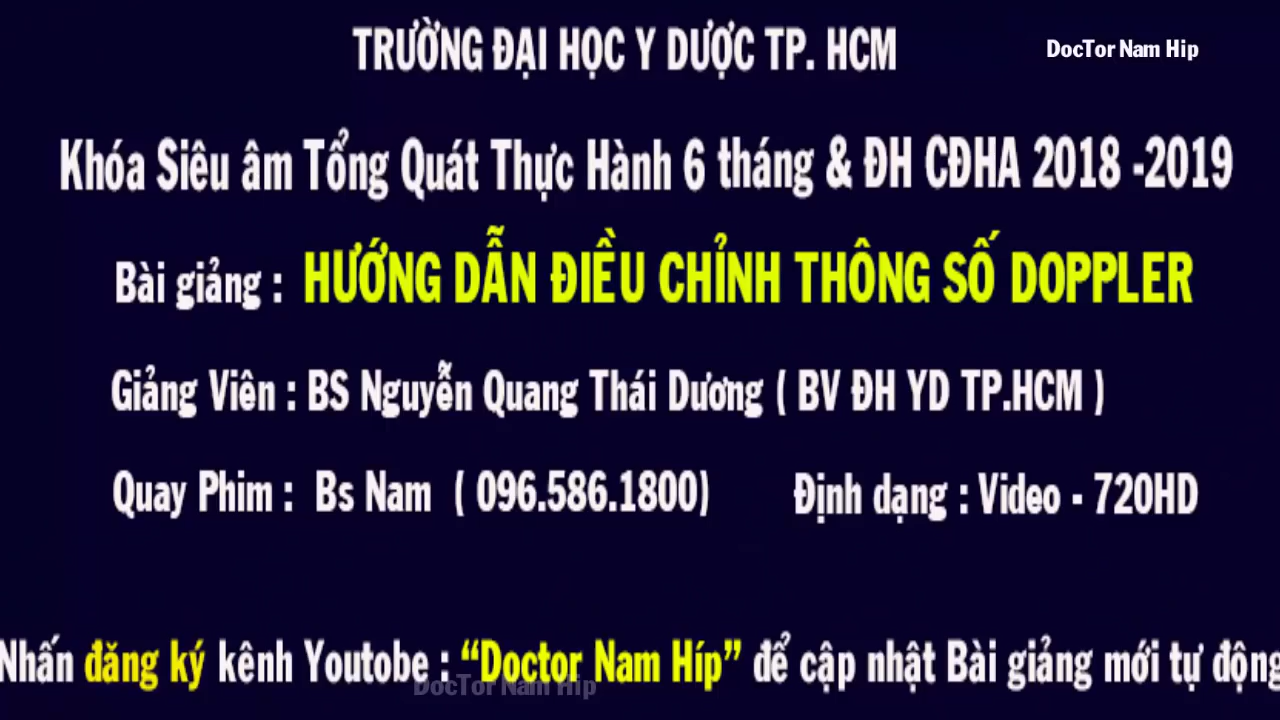 TRƯỜNG ĐẠI HỌC Y DƯỢC TP. HCM
DocTor Nam Hip
Khóa Siêu âm Tổng Quát Thực Hành 6 tháng & ĐH CĐHA 2018 -2019
Bài giảng : HƯỚNG DẪN ĐIỀU CHỈNH THÔNG SỐ DOPPLER
Giảng Viên : BS Nguyễn Quang Thái Dương ( BV ĐH YD TP.HCM )
Quay Phim : Bs Nam ( 096.586.1800) Định dạng : Video - 720HD
Nhấn đăng ký kênh Youtobe : “Doctor Nam Híp” để cập nhật Bài giảng mới tự động
DocTor Nam Hip